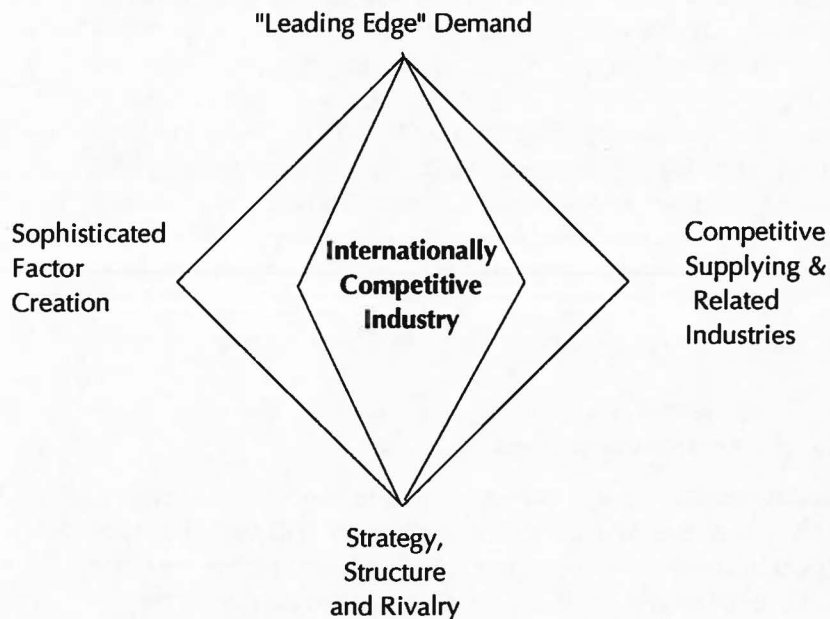 "Leading Edge" Demand
Sophisticated
Factor
Creation
Internationally
Competitive
Industry
Competitive
Supplying &
Related
Industries
Strategy,
Structure
and Rivalry